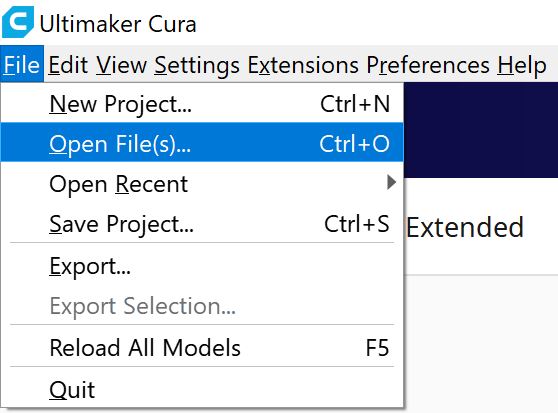 Ultimaker Cura
File Edit View Settings Extensions Preferences Help
New Project... Ctrl+N
Open File(s)... Ctrl+O
Open Recent
Save Project... Ctrl+S
Extended
Export...
Export Selection...
Reload All Models F5
Quit